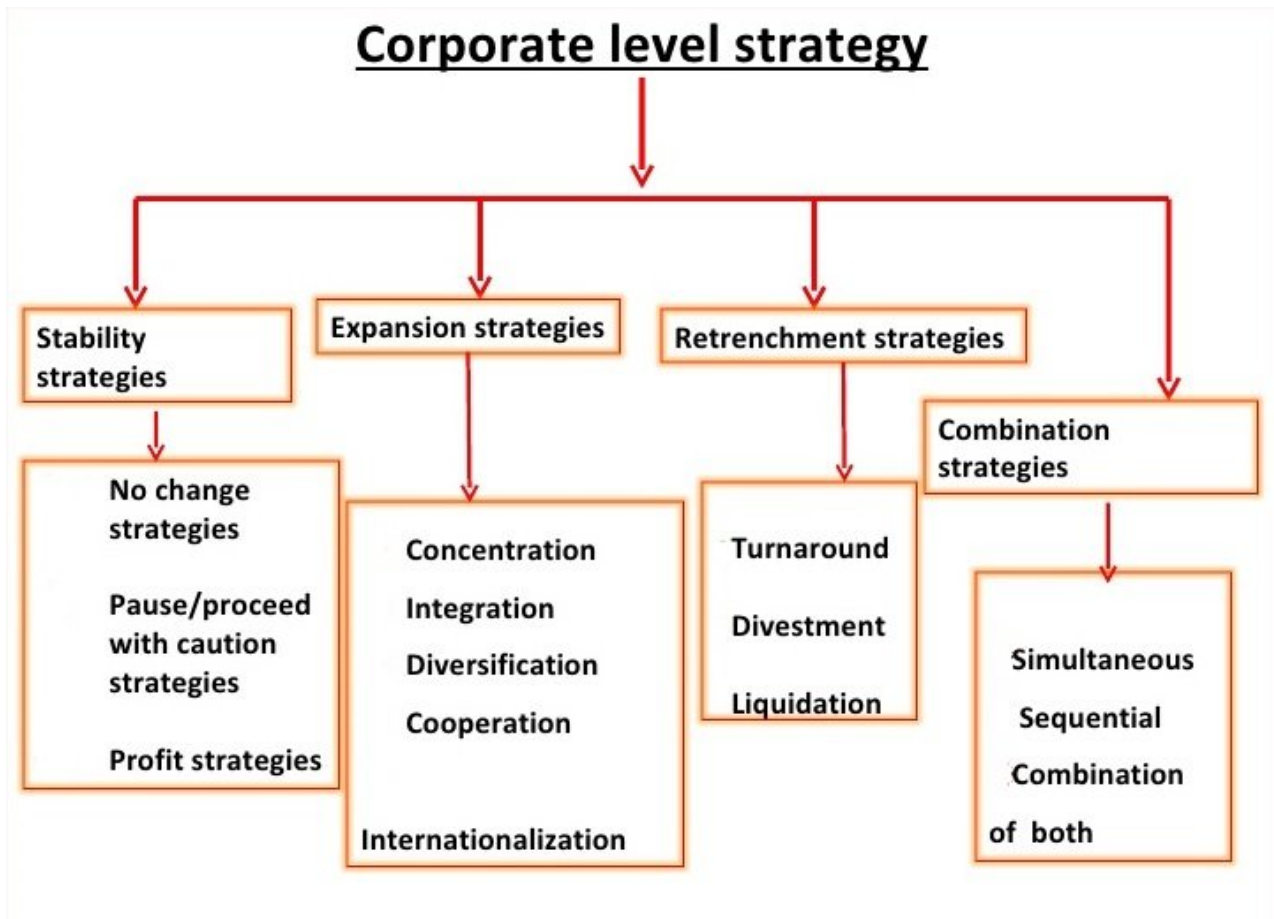 Corporate level strategy
Stability
strategies
Expansion strategies
Retrenchment strategies
Combination
strategies
No change
strategies
Pause/proceed
with caution
strategies
Profit strategies
Concentration
Integration
Diversification
Cooperation
Internationalization
Turnaround
Divestment
Liquidation
Simultaneous
Sequential
Combination
of both